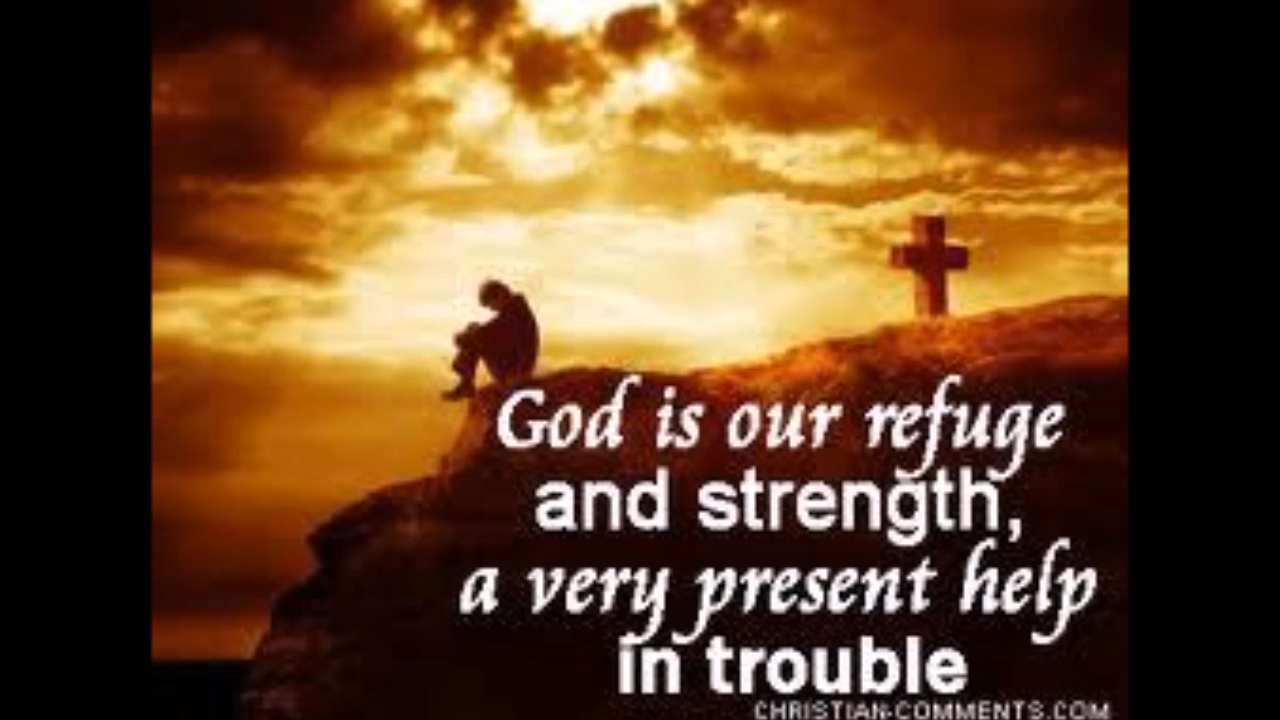 God is our refuge
and strength,
a very present help
in trouble
CHRISTIAN-COMMENTS.COM